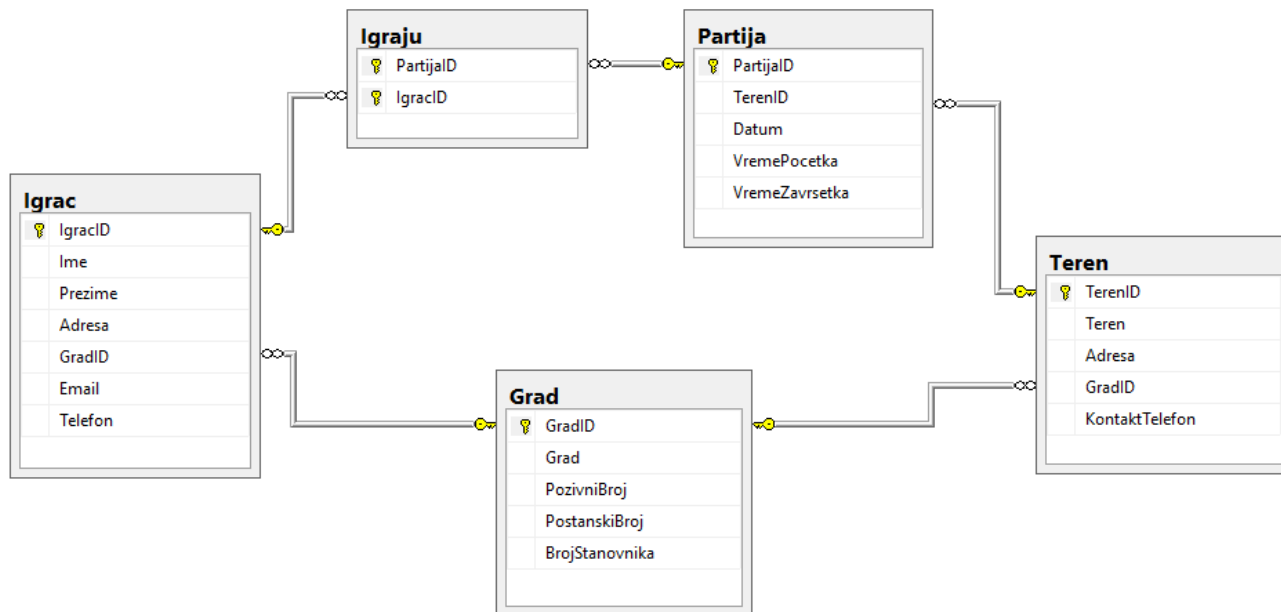 Igraju
PartijaID
IgracID
Partija
PartijaID
TerenID
Datum
VremePocetka
VremeZavrsetka
Igrac
IgracID
Ime
Prezime
Adresa
GradID
Email
Telefon
Teren
TerenID
Teren
Adresa
GradID
KontaktTelefon
Grad
GradID
Grad
PozivniBroj
PostanskiBroj
BrojStanovnika